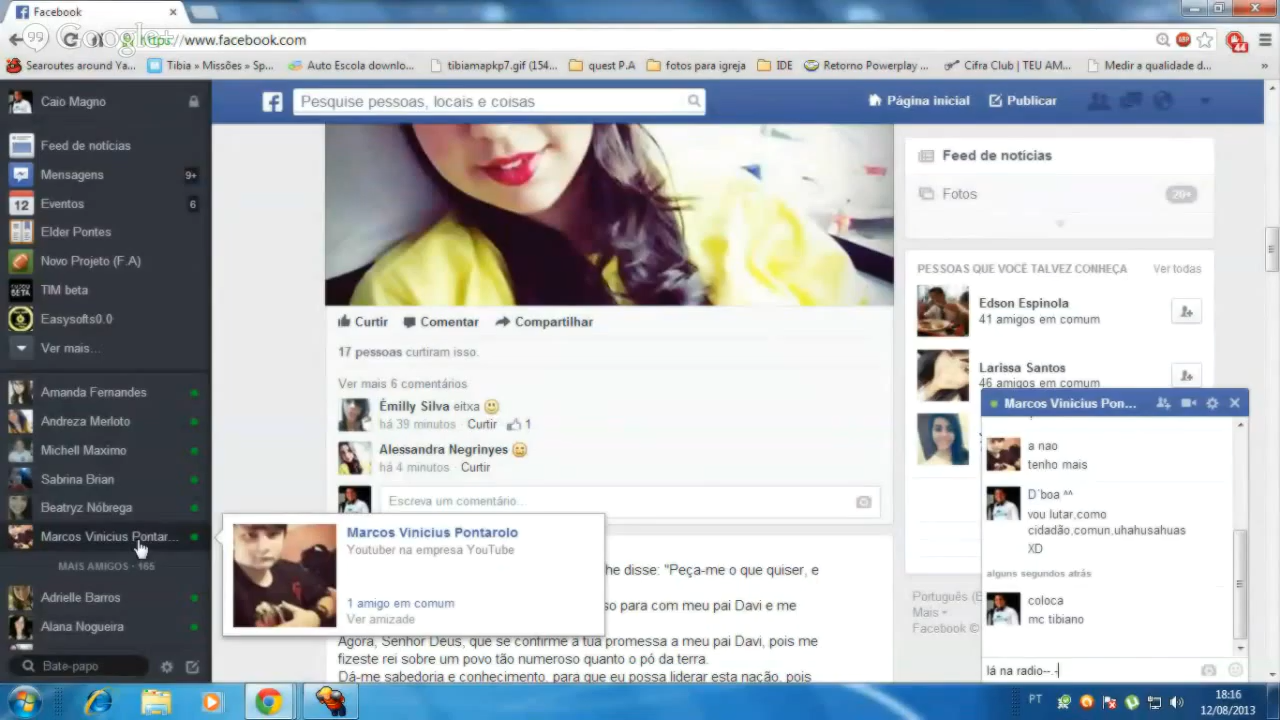 Facebook
Google+
https://www.facebook.com
Searoutes around Ya...
Tibia » Missões » Sp...
Auto Escola downlo...
tibiamapkp7.gif (154...
quest P.A
fotos para igreja
IDE
Retorno Powerplay ...
Cifra Club | TEU AM...
Medir a qualidade d...
»
Caio Magno
Pesquise pessoas, locais e coisas
Página inicial
Publicar
Feed de notícias
Mensagens 9+
12 Eventos 6
Elder Pontes
Novo Projeto (F.A)
TIM beta
Easysofts0.0
Ver mais...
Amanda Fernandes
Andreza Merloto
Michell Maximo
Sabrina Brian
Beatryz Nóbrega
Marcos Vinicius Pontar...
MAIS AMIGOS · 165
Adrielle Barros
Alana Nogueira
Bate-papo
Curtir Comentar Compartilhar
17 pessoas curtiram isso.
Ver mais 6 comentários
Émilly Silva eitxa
há 39 minutos Curtir 1
Alessandra Negrinyes
há 4 minutos · Curtir
Escreva um comentário...
Marcos Vinicius Pontarolo
Youtuber na empresa YouTube
1 amigo em comum
Ver amizade
he disse: "Peça-me o que quiser, e
so para com meu pai Davi e me
Agora, Senhor Deus, que se confirme a tua promessa a meu pai Davi, pois me
fizeste rei sobre um povo tão numeroso quanto o pó da terra.
Dá-me sabedoria e conhecimento, para que eu possa liderar esta nação, pois
Feed de notícias
Fotos 20+
PESSOAS QUE VOCÊ TALVEZ CONHEÇA Ver todas
Edson Espinola
41 amigos em comum
Larissa Santos
46 amigos em comum
Português (B
Mais
Facebook ©
Marcos Vinicius Pon...
a nao
tenho mais
D´boa ^^
vou lutar,como
cidadão,comun,uhahusahuas
XD
alguns segundos atrás
coloca
mc tibiano
lá na radio--.-
PT
18:16
12/08/2013